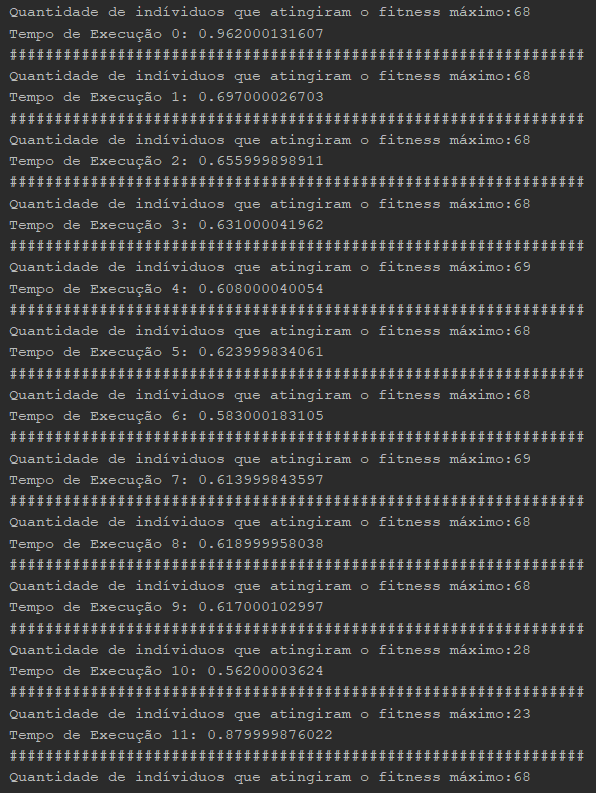 Quantidade de indíviduos que atingiram o fitness máximo:68
Tempo de Execução 0: 0.962000131607
################################################################
Quantidade de indíviduos que atingiram o fitness máximo:68
Tempo de Execução 1: 0.697000026703
################################################################
Quantidade de indíviduos que atingiram o fitness máximo:68
Tempo de Execução 2: 0.655999898911
################################################################
Quantidade de indíviduos que atingiram o fitness máximo:68
Tempo de Execução 3: 0.631000041962
################################################################
Quantidade de indíviduos que atingiram o fitness máximo:69
Tempo de Execução 4: 0.608000040054
################################################################
Quantidade de indíviduos que atingiram o fitness máximo:68
Tempo de Execução 5: 0.623999834061
################################################################
Quantidade de indíviduos que atingiram o fitness máximo:68
Tempo de Execução 6: 0.583000183105
################################################################
Quantidade de indíviduos que atingiram o fitness máximo:69
Tempo de Execução 7: 0.613999843597
################################################################
Quantidade de indíviduos que atingiram o fitness máximo:68
Tempo de Execução 8: 0.618999958038
################################################################
Quantidade de indíviduos que atingiram o fitness máximo:68
Tempo de Execução 9: 0.617000102997
################################################################
Quantidade de indíviduos que atingiram o fitness máximo:28
Tempo de Execução 10: 0.56200003624
################################################################
Quantidade de indíviduos que atingiram o fitness máximo:23
Tempo de Execução 11: 0.879999876022
################################################################
Quantidade de indíviduos que atingiram o fitness máximo:68